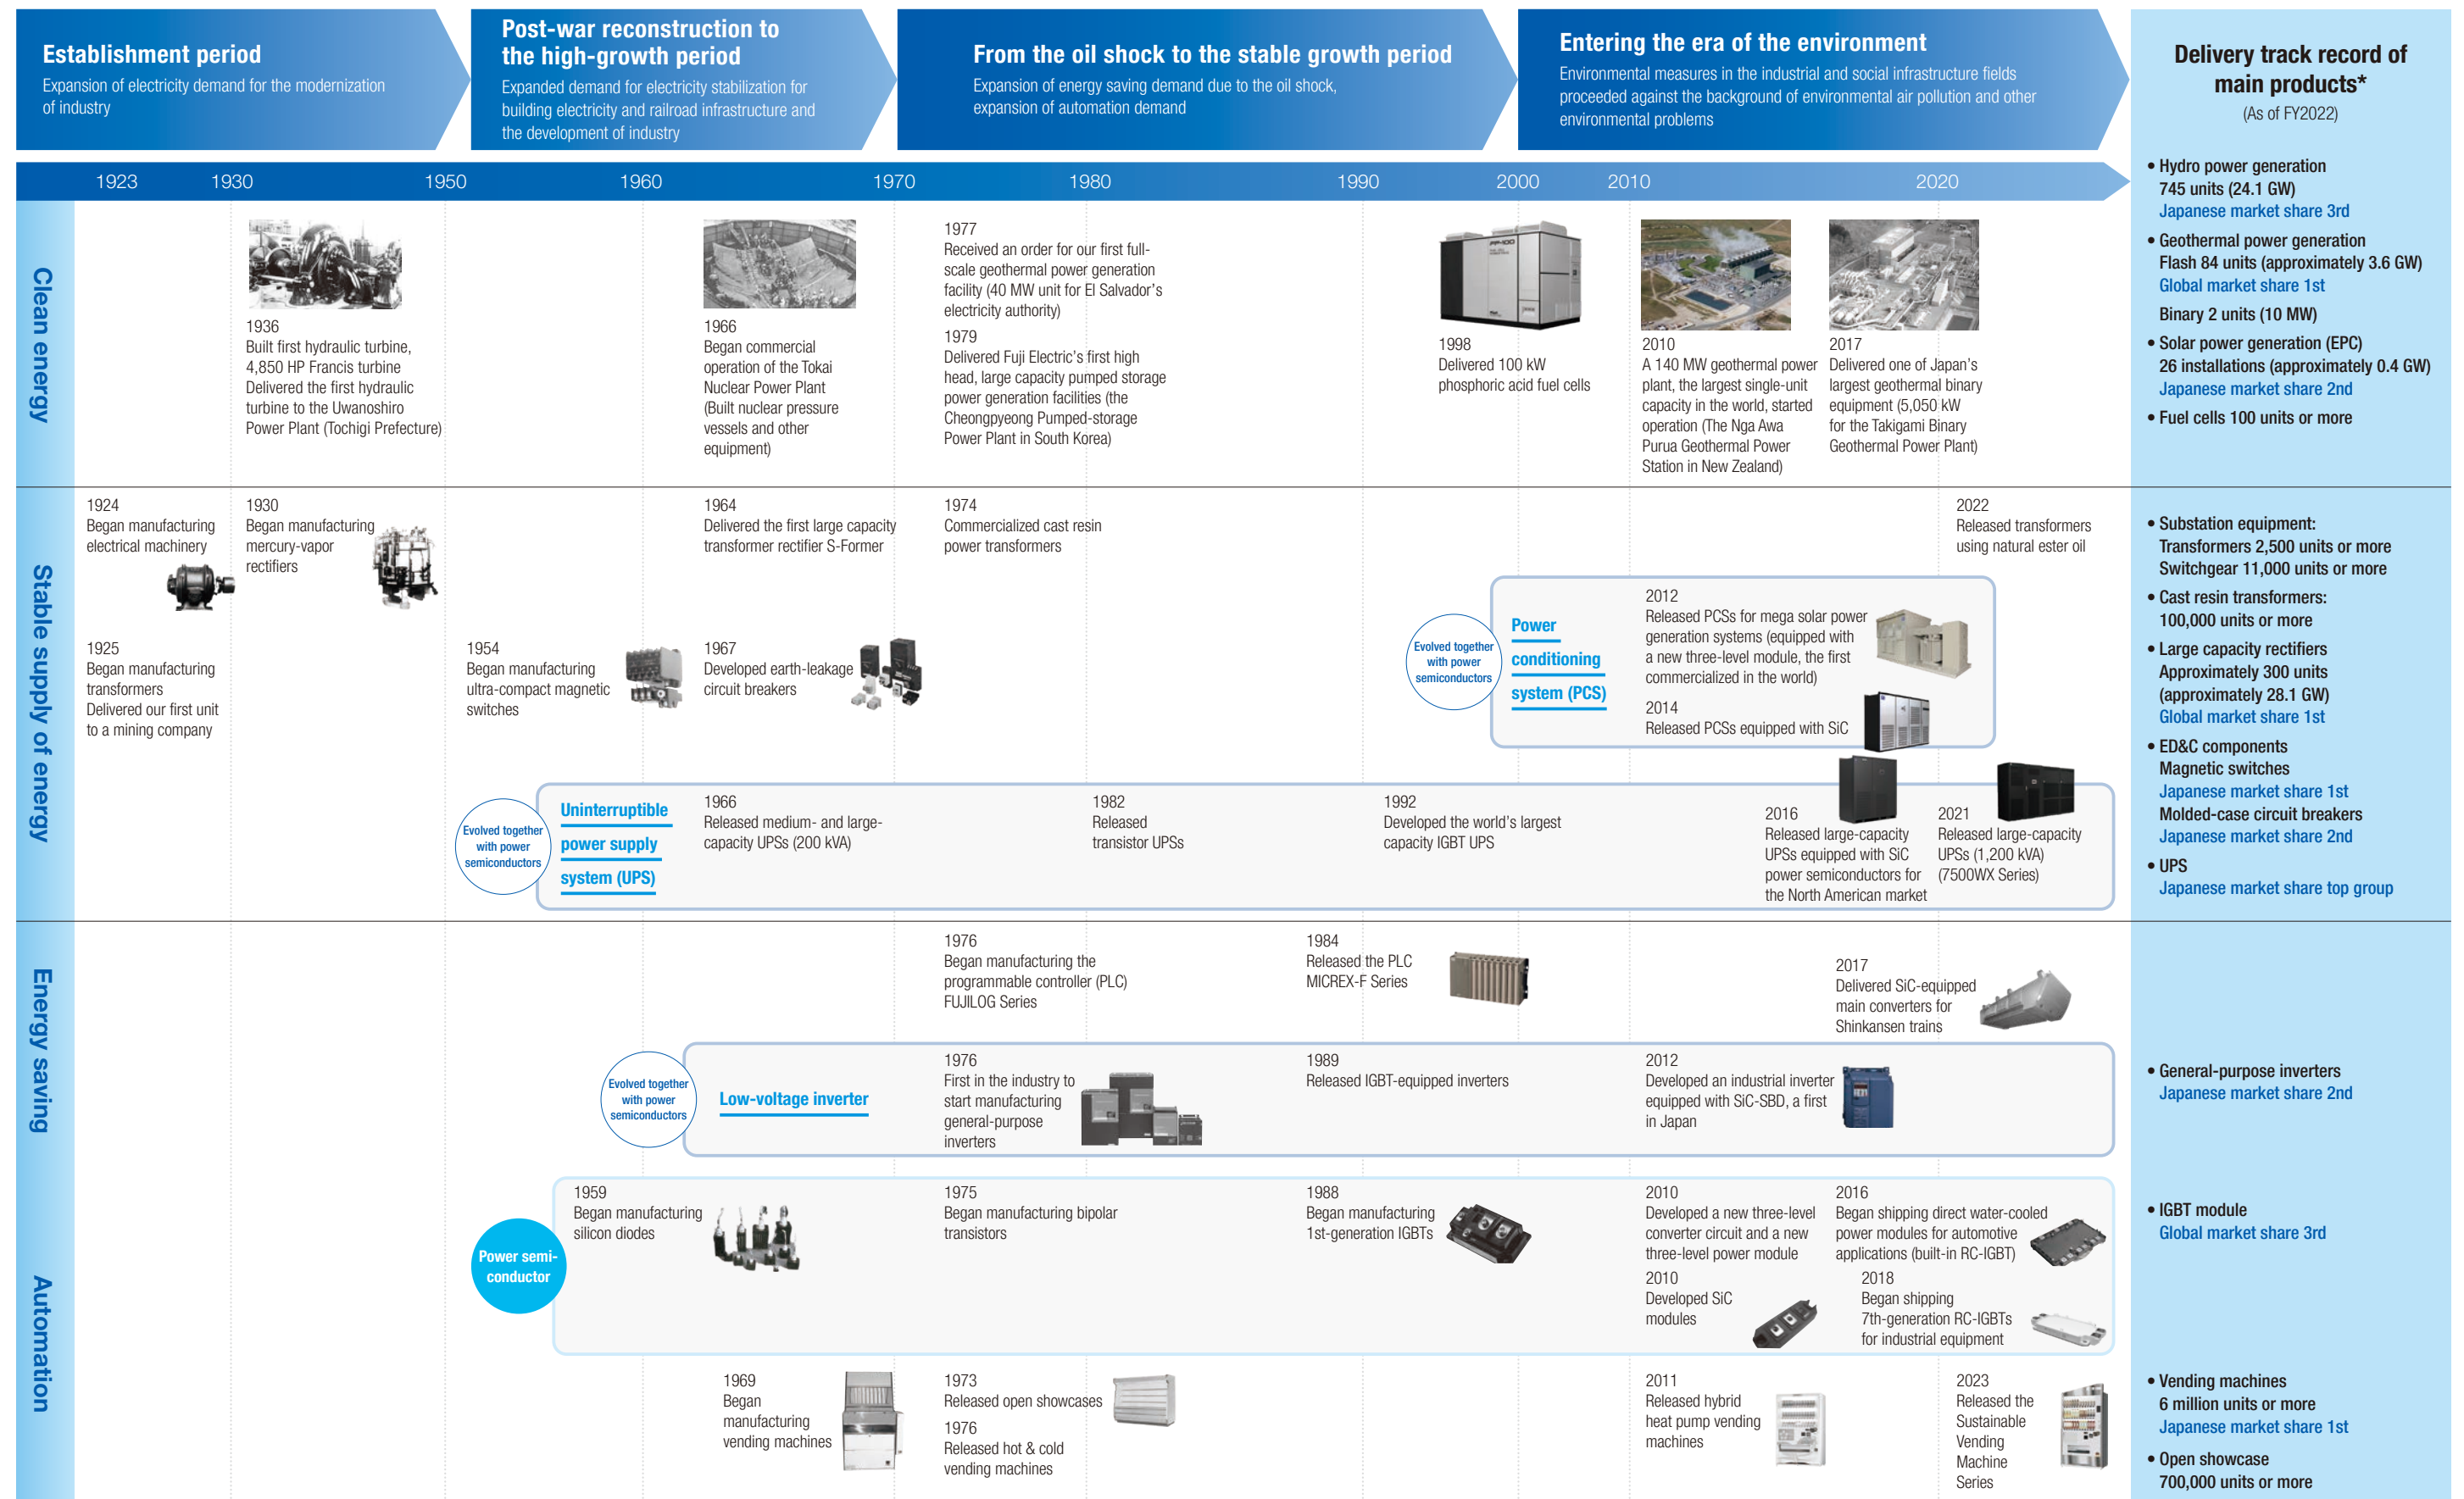 Establishment period
Expansion of electricity demand for the modernization
of industry
Post-war reconstruction to
the high-growth period
Expanded demand for electricity stabilization for
building electricity and railroad infrastructure and
the development of industry
From the oil shock to the stable growth period
Expansion of energy saving demand due to the oil shock,
expansion of automation demand
Entering the era of the environment
Environmental measures in the industrial and social infrastructure fields
proceeded against the background of environmental air pollution and other
environmental problems
Delivery track record of
main products*
(As of FY2022)
1923 1930 1950 1960 1970 1980 1990 2000 2010 2020
Clean energy
1936
Built first hydraulic turbine,
4,850 HP Francis turbine
Delivered the first hydraulic
turbine to the Uwanoshiro
Power Plant (Tochigi Prefecture)
1966
Began commercial
operation of the Tokai
Nuclear Power Plant
(Built nuclear pressure
vessels and other
equipment)
1977
Received an order for our first full-
scale geothermal power generation
facility (40 MW unit for El Salvador's
electricity authority)
1979
Delivered Fuji Electric's first high
head, large capacity pumped storage
power generation facilities (the
Cheongpyeong Pumped-storage
Power Plant in South Korea)
FP-100
1998
Delivered 100 kW
phosphoric acid fuel cells
2010
A 140 MW geothermal power
plant, the largest single-unit
capacity in the world, started
operation (The Nga Awa
Purua Geothermal Power
Station in New Zealand)
2017
Delivered one of Japan's
largest geothermal binary
equipment (5,050 kW
for the Takigami Binary
Geothermal Power Plant)
• Hydro power generation
745 units (24.1 GW)
Japanese market share 3rd
• Geothermal power generation
Flash 84 units (approximately 3.6 GW)
Global market share 1st
Binary 2 units (10 MW)
• Solar power generation (EPC)
26 installations (approximately 0.4 GW)
Japanese market share 2nd
• Fuel cells 100 units or more
Stable supply of energy
1924
Began manufacturing
electrical machinery
1930
Began manufacturing
mercury-vapor
rectifiers
1964
Delivered the first large capacity
transformer rectifier S-Former
1974
Commercialized cast resin
power transformers
2022
Released transformers
using natural ester oil
1925
Began manufacturing
transformers
Delivered our first unit
to a mining company
1954
Began manufacturing
ultra-compact magnetic
switches
1967
Developed earth-leakage
circuit breakers
Evolved together
with power
semiconductors
Power
conditioning
system (PCS)
2012
Released PCSs for mega solar power
generation systems (equipped with
a new three-level module, the first
commercialized in the world)
2014
Released PCSs equipped with SiC
Evolved together
with power
semiconductors
Uninterruptible
power supply
system (UPS)
1966
Released medium- and large-
capacity UPSs (200 kVA)
1982
Released
transistor UPSs
1992
Developed the world's largest
capacity IGBT UPS
2016
Released large-capacity
UPSs equipped with SiC
power semiconductors for
the North American market
2021
Released large-capacity
UPSs (1,200 kVA)
(7500WX Series)
• Substation equipment:
Transformers 2,500 units or more
Switchgear 11,000 units or more
• Cast resin transformers:
100,000 units or more
• Large capacity rectifiers
Approximately 300 units
(approximately 28.1 GW)
Global market share 1st
• ED&C components
Magnetic switches
Japanese market share 1st
Molded-case circuit breakers
Japanese market share 2nd
• UPS
Japanese market share top group
Energy saving
1976
Began manufacturing the
programmable controller (PLC)
FUJILOG Series
1984
Released the PLC
MICREX-F Series
2017
Delivered SiC-equipped
main converters for
Shinkansen trains
Evolved together
with power
semiconductors
Low-voltage inverter
1976
First in the industry to
start manufacturing
general-purpose
inverters
1989
Released IGBT-equipped inverters
2012
Developed an industrial inverter
equipped with SiC-SBD, a first
in Japan
• General-purpose inverters
Japanese market share 2nd
Automation
Power semi-
conductor
1959
Began manufacturing
silicon diodes
1975
Began manufacturing bipolar
transistors
1988
Began manufacturing
1st-generation IGBTs
2010
Developed a new three-level
converter circuit and a new
three-level power module
2010
Developed SiC
modules
2016
Began shipping direct water-cooled
power modules for automotive
applications (built-in RC-IGBT)
2018
Began shipping
7th-generation RC-IGBTs
for industrial equipment
• IGBT module
Global market share 3rd
1969
Began
manufacturing
vending machines
1973
Released open showcases
1976
Released hot & cold
vending machines
2011
Released hybrid
heat pump vending
machines
2023
Released the
Sustainable
Vending
Machine
Series
• Vending machines
6 million units or more
Japanese market share 1st
• Open showcase
700,000 units or more